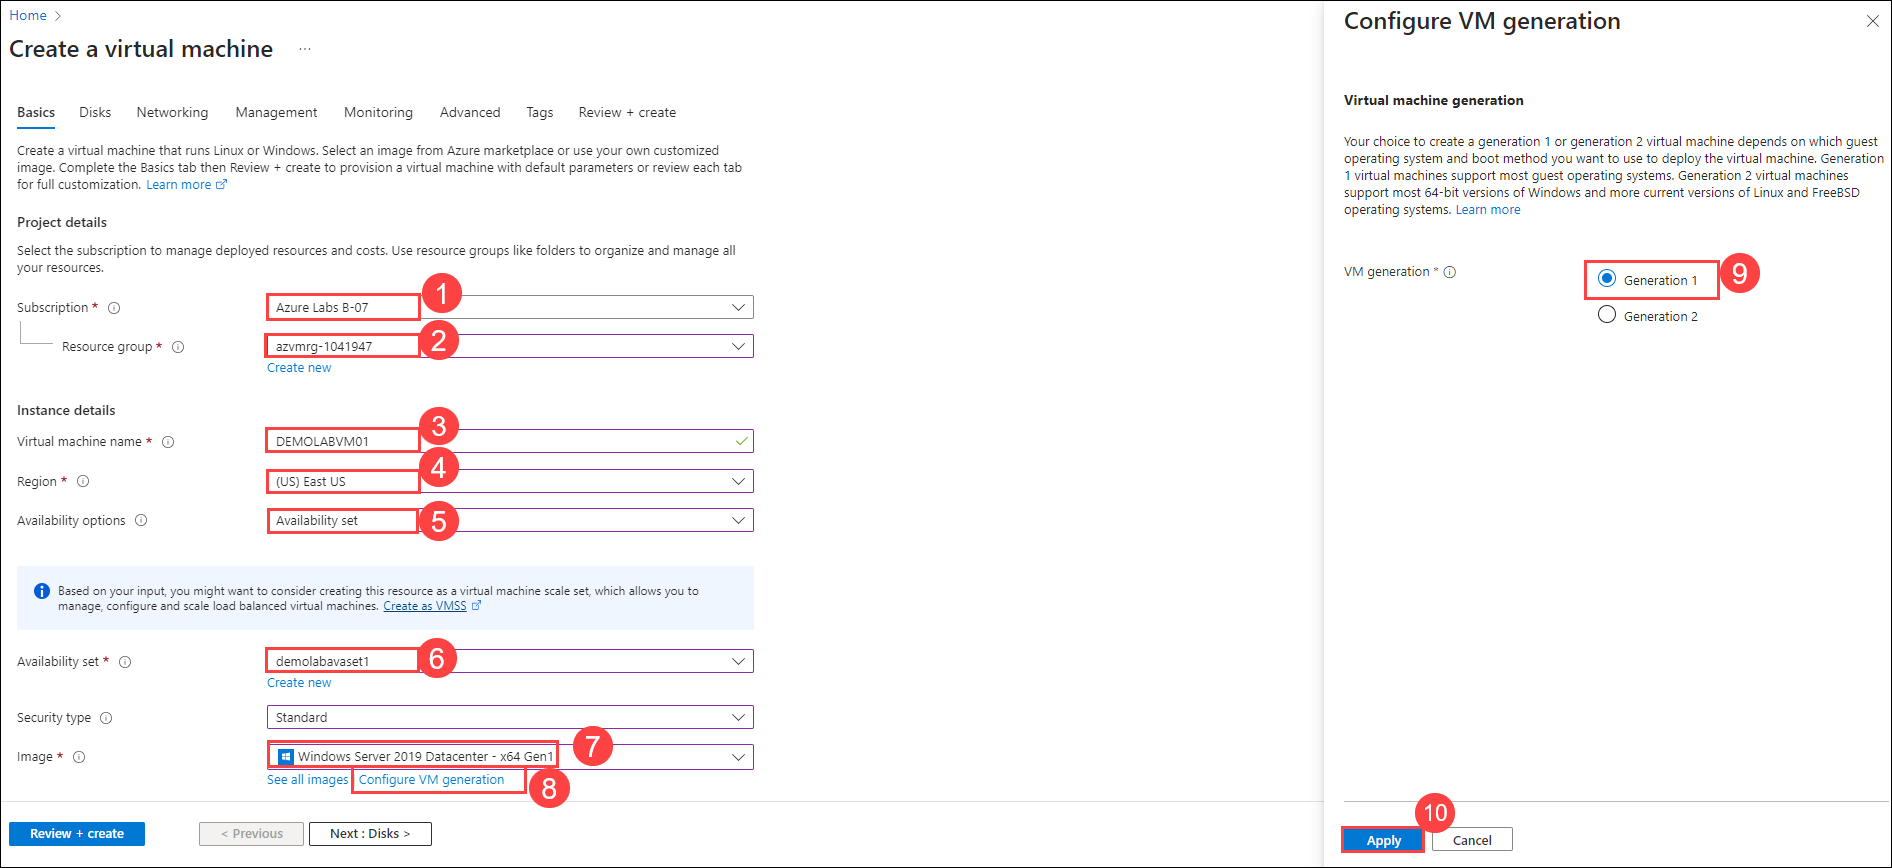 Home >
Create a virtual machine ...
Basics Disks Networking Management Monitoring Advanced Tags Review + create
Create a virtual machine that runs Linux or Windows. Select an image from Azure marketplace or use your own customized
image. Complete the Basics tab then Review + create to provision a virtual machine with default parameters or review each tab
for full customization. Learn more
Project details
Select the subscription to manage deployed resources and costs. Use resource groups like folders to organize and manage all
your resources.
Subscription * Azure Labs B-07 1
Resource group * azvmrg-1041947 2
Create new
Instance details
Virtual machine name * DEMOLABVM01 3
Region * (US) East US 4
Availability options Availability set 5
Based on your input, you might want to consider creating this resource as a virtual machine scale set, which allows you to
manage, configure and scale load balanced virtual machines. Create as VMSS
Availability set * demolabavaset1 6
Create new
Security type Standard
Image * Windows Server 2019 Datacenter - x64 Gen1 7
See all images Configure VM generation 8
Review + create < Previous Next : Disks >
Configure VM generation
Virtual machine generation
Your choice to create a generation 1 or generation 2 virtual machine depends on which guest
operating system and boot method you want to use to deploy the virtual machine. Generation
1 virtual machines support most guest operating systems. Generation 2 virtual machines
support most 64-bit versions of Windows and more current versions of Linux and FreeBSD
operating systems. Learn more
VM generation * Generation 1 9
Generation 2
10
Apply Cancel